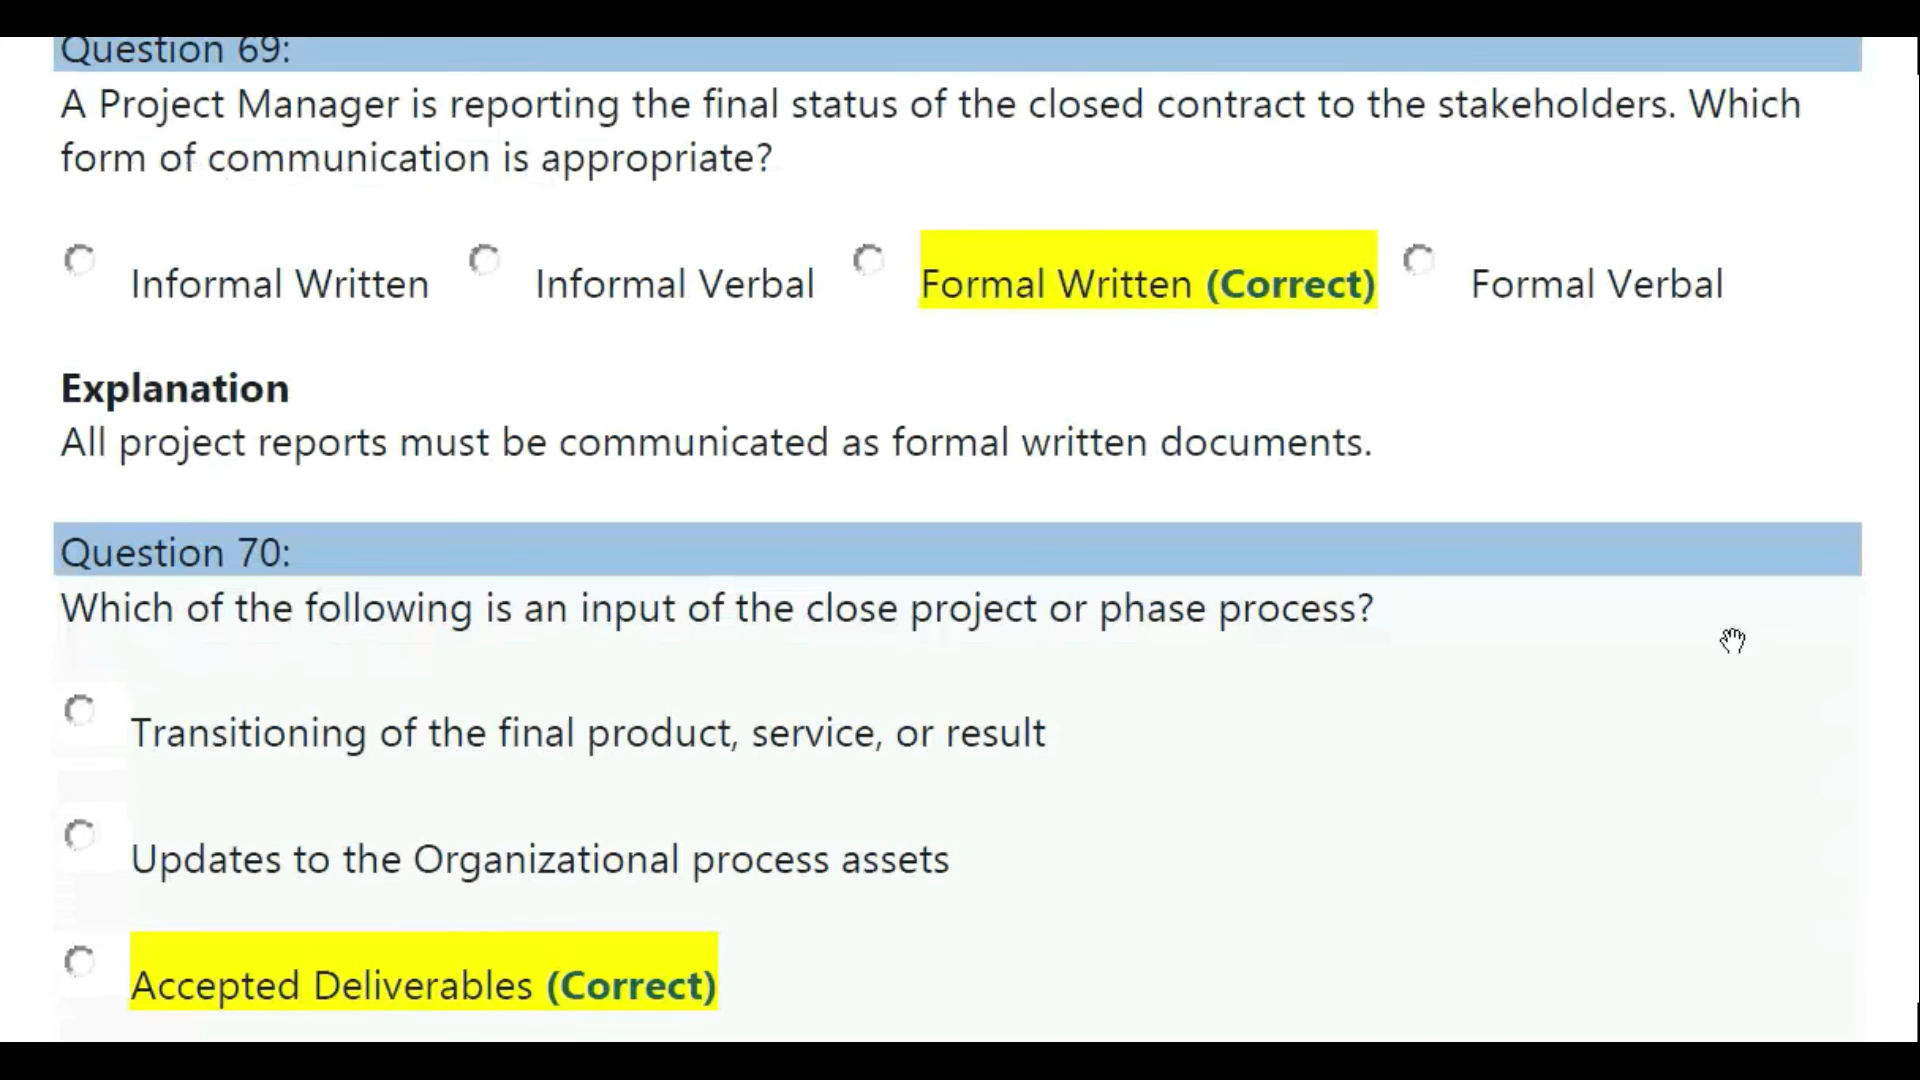 Question 69:
A Project Manager is reporting the final status of the closed contract to the stakeholders. Which
form of communication is appropriate?
Informal Written Informal Verbal Formal Written (Correct) Formal Verbal
Explanation
All project reports must be communicated as formal written documents.
Question 70:
Which of the following is an input of the close project or phase process?
Transitioning of the final product, service, or result
Updates to the Organizational process assets
Accepted Deliverables (Correct)